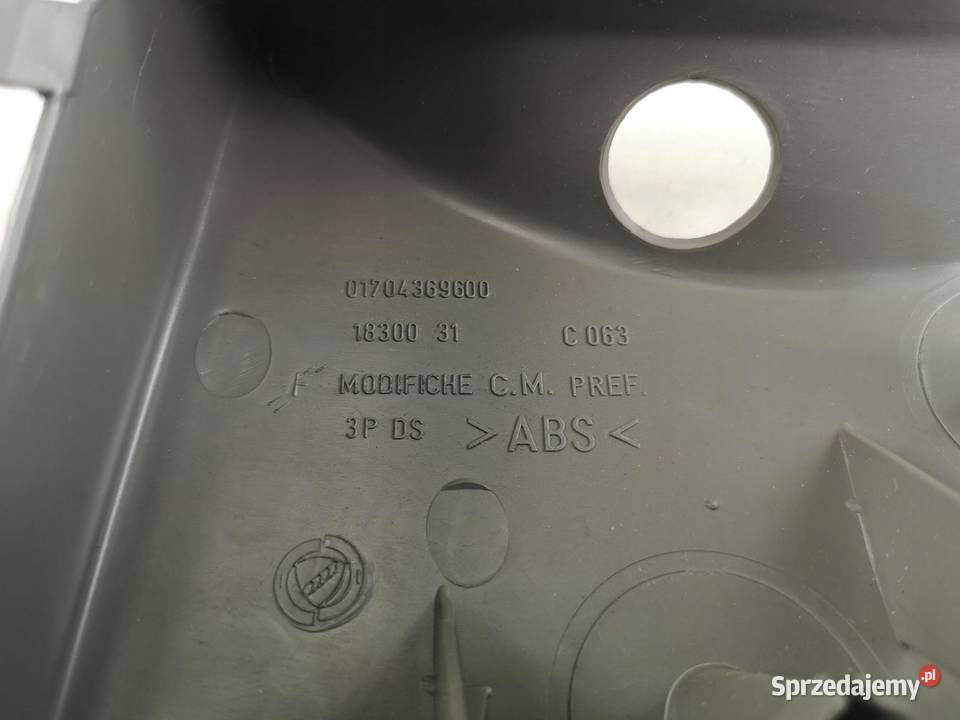 01704369600
18300 31 C 063
F MODIFICHE C.M. PREF.
3P DS >ABS<
Sprzedajemy.pl